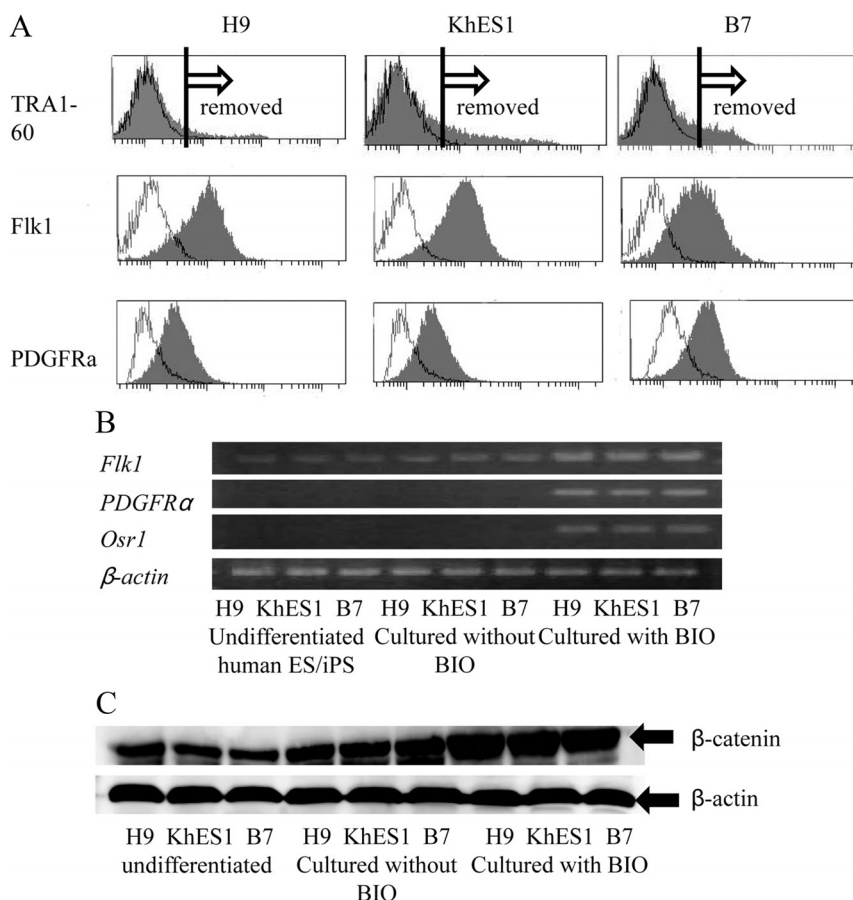 A
H9 KhES1 B7
TRA1-
60
removed removed removed
Flk1
PDGFRa
B
Flk1
PDGFRα
Osr1
β-actin
H9 KhES1 B7 H9 KhES1 B7 H9 KhES1 B7
Undifferentiated Cultured without Cultured with BIO
human ES/iPS BIO
C
β-catenin
β-actin
H9 KhES1 B7 H9 KhES1 B7 H9 KhES1 B7
undifferentiated Cultured without Cultured with BIO
BIO